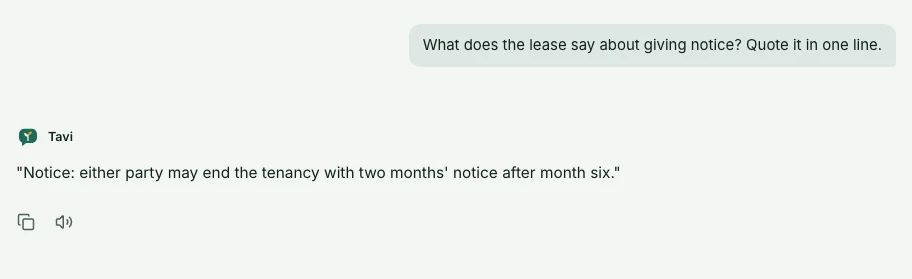 What does the lease say about giving notice? Quote it in one line.
Tavi
"Notice: either party may end the tenancy with two months' notice after month six."